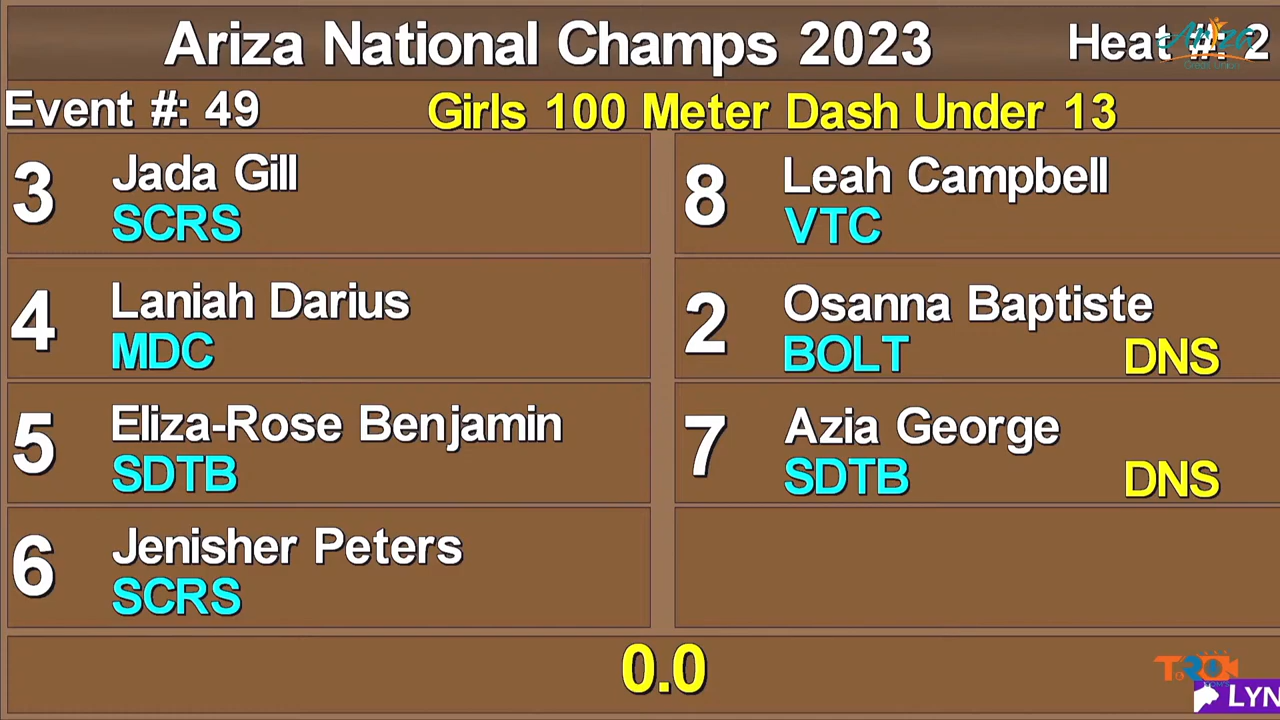 Ariza National Champs 2023
Heat #: 2
Ariza
Event #: 49
Girls 100 Meter Dash Under 13
3 Jada Gill
SCRS
4 Laniah Darius
MDC
5 Eliza-Rose Benjamin
SDTB
6 Jenisher Peters
SCRS
8 Leah Campbell
VTC
2 Osanna Baptiste
BOLT DNS
7 Azia George
SDTB DNS
0.0
LYN